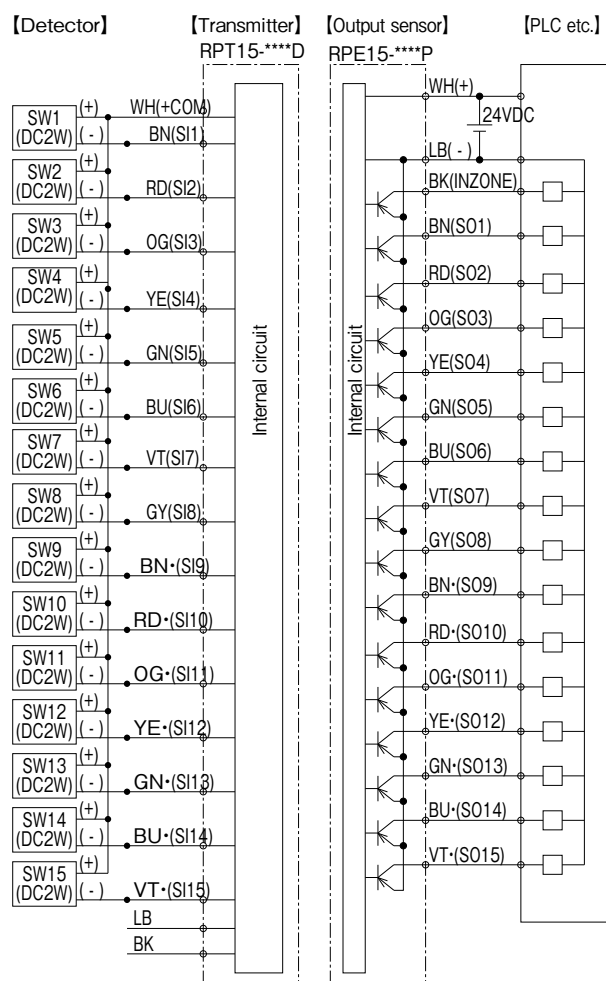 【Detector】 【Transmitter】 【Output sensor】 【PLC etc.】
RPT15-****D RPE15-****P
WH(+)
24VDC
LB( - )
BK(INZONE)
BN(SO1)
RD(SO2)
OG(SO3)
YE(SO4)
GN(SO5)
BU(SO6)
VT(SO7)
GY(SO8)
BN･(SO9)
RD･(SO10)
OG･(SO11)
YE･(SO12)
GN･(SO13)
BU･(SO14)
VT･(SO15)
Internal circuit
Internal circuit
SW1 (+) WH(+COM)
(DC2W) ( - ) BN(SI1)
SW2 (+)
(DC2W) ( - ) RD(SI2)
SW3 (+)
(DC2W) ( - ) OG(SI3)
SW4 (+)
(DC2W) ( - ) YE(SI4)
SW5 (+)
(DC2W) ( - ) GN(SI5)
SW6 (+)
(DC2W) ( - ) BU(SI6)
SW7 (+)
(DC2W) ( - ) VT(SI7)
SW8 (+)
(DC2W) ( - ) GY(SI8)
SW9 (+)
(DC2W) ( - ) BN･(SI9)
SW10 (+)
(DC2W) ( - ) RD･(SI10)
SW11 (+)
(DC2W) ( - ) OG･(SI11)
SW12 (+)
(DC2W) ( - ) YE･(SI12)
SW13 (+)
(DC2W) ( - ) GN･(SI13)
SW14 (+)
(DC2W) ( - ) BU･(SI14)
SW15 (+)
(DC2W) ( - ) VT･(SI15)
LB
BK